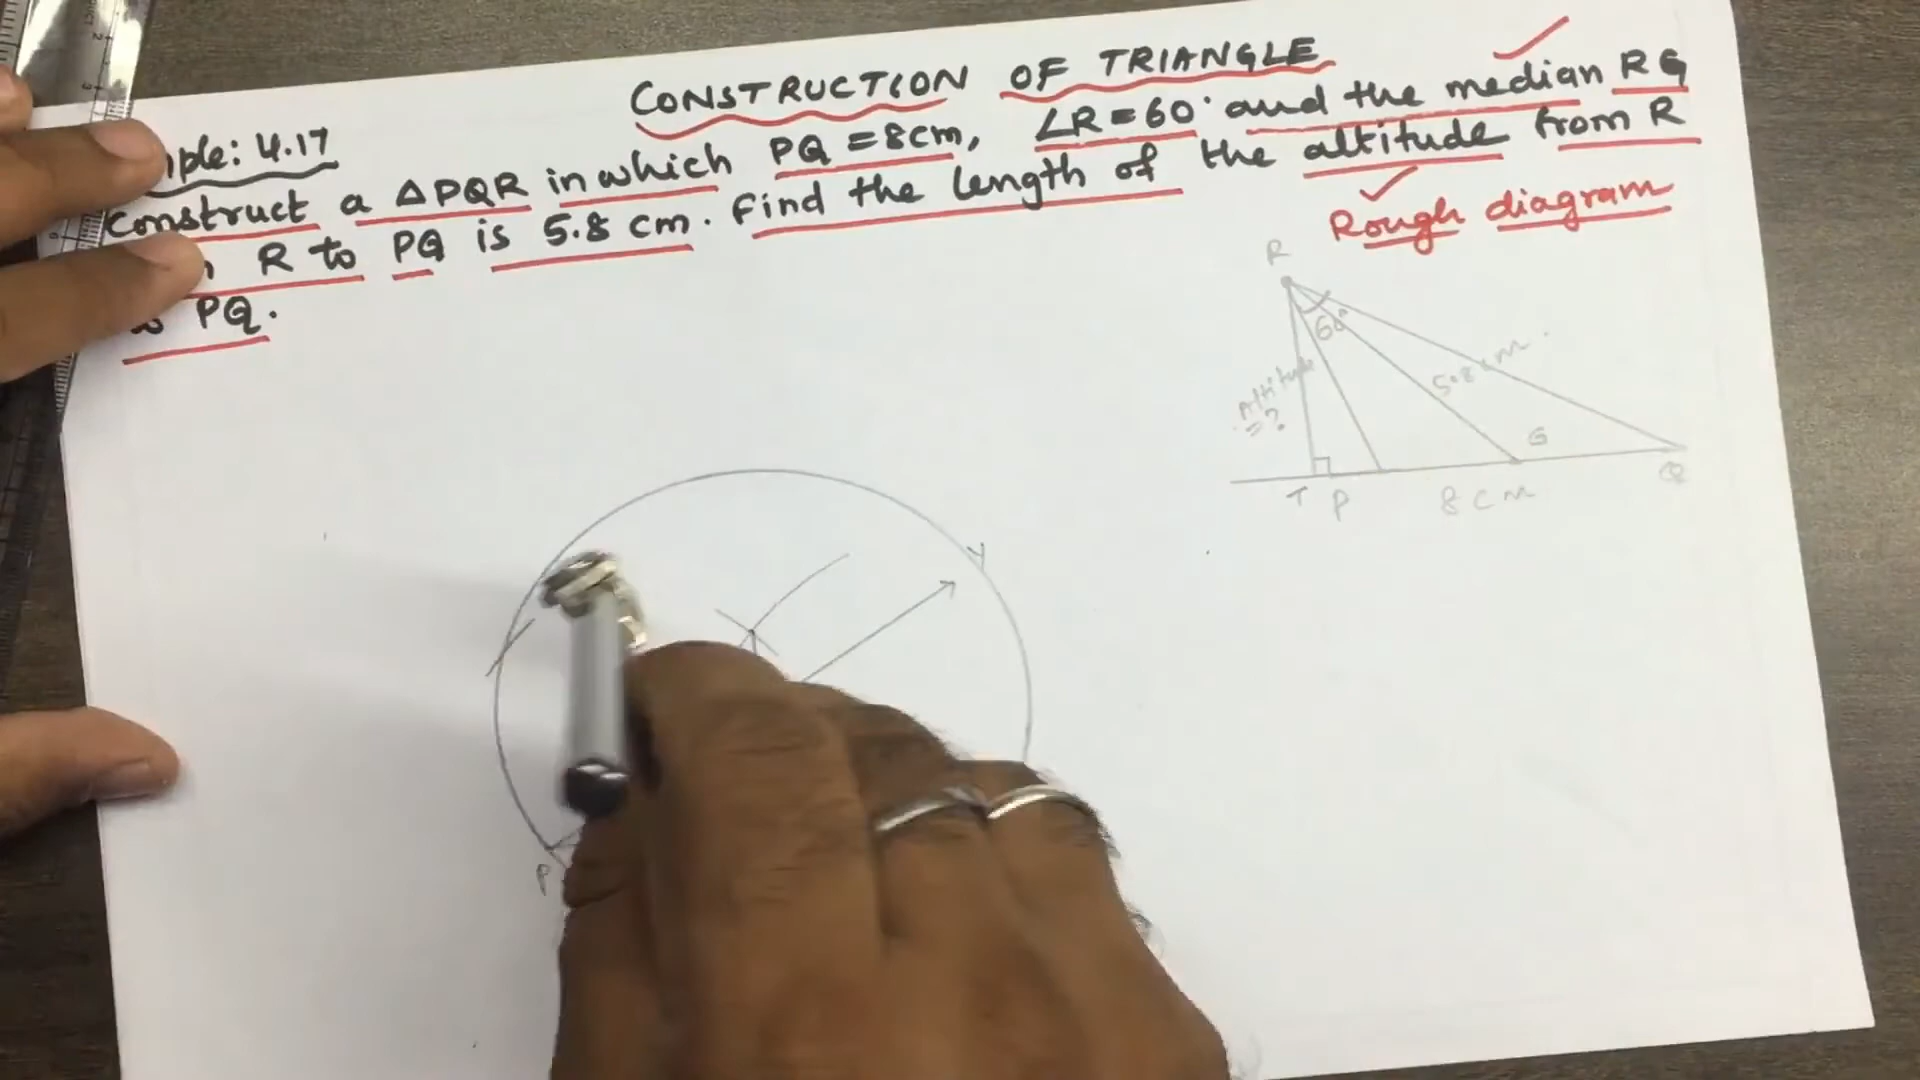 CONSTRUCTION OF TRIANGLE
ple: 4.17
Construct a △PQR in which PQ = 8cm, ∠R = 60° and the median RG
R to PQ is 5.8 cm. Find the length of the altitude from R
PQ.
Rough diagram
R
60°
Altitude
= ?
5.8 cm
G
T P 8 cm Q
Y
P